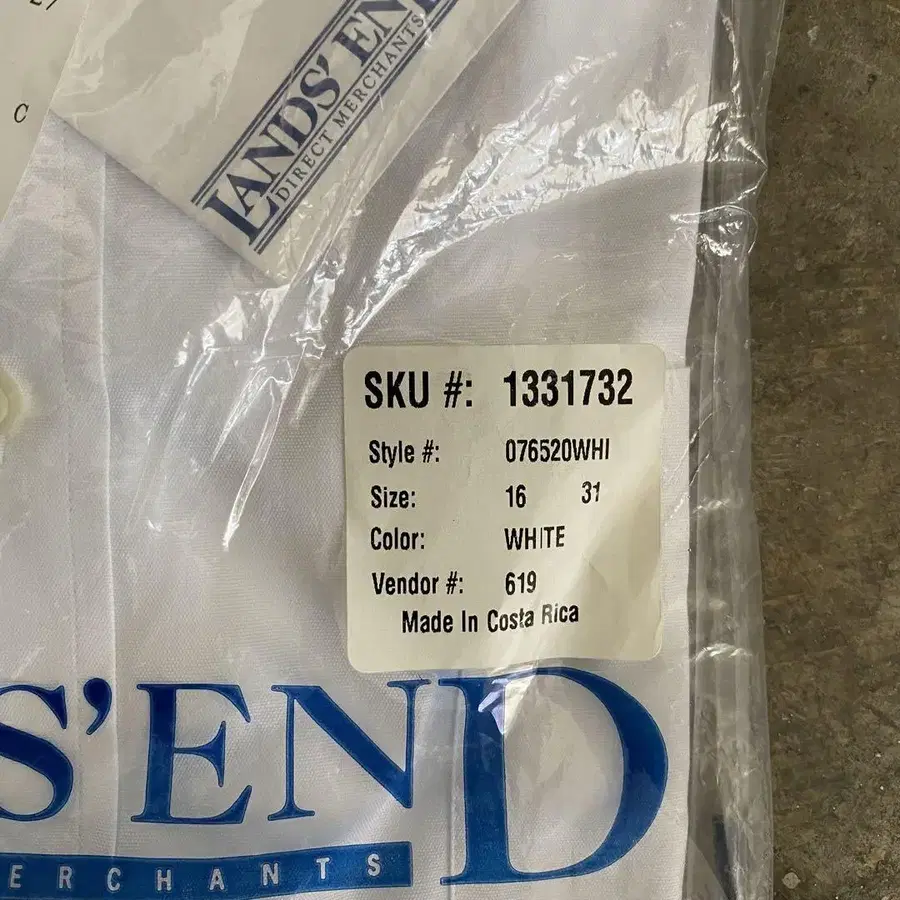 C
LANDS' EN
DIRECT MERCHANTS
SKU #: 1331732
Style #: 076520WHI
Size: 16 31
Color: WHITE
Vendor #: 619
Made In Costa Rica
S'END
ERCHANTS